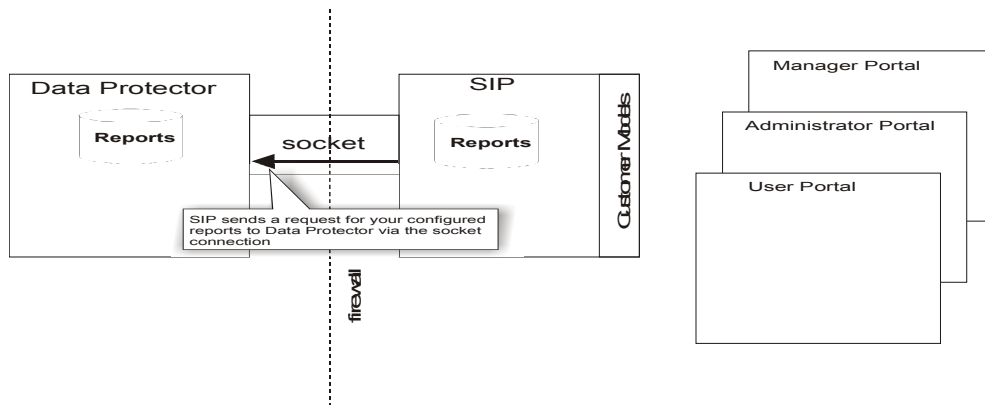 Data Protector
Reports
socket
SIP
Reports
Customer Models
SIP sends a request for your configured
reports to Data Protector via the socket
connection
firewall
Manager Portal
Administrator Portal
User Portal